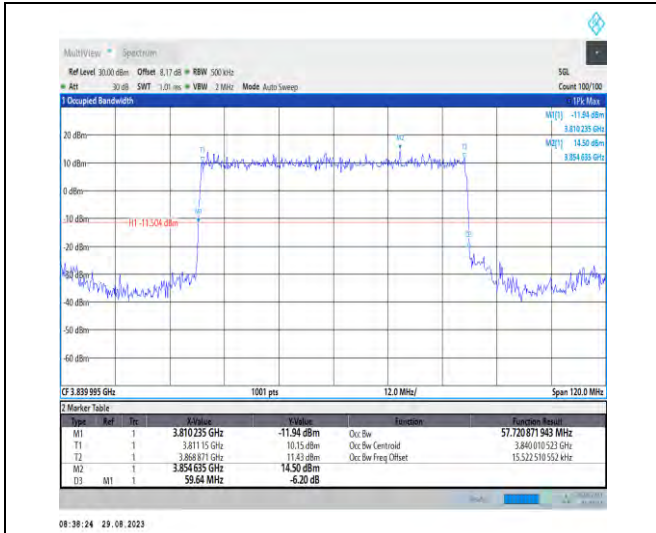 MultiView Spectrum
Ref Level 30.00 dBm Offset 8.17 dB RBW 500 kHz SGL
Att 30 dB SWT 1.01 ms VBW 2 MHz Mode Auto Sweep Count 100/100
1 Occupied Bandwidth 1Pk Max
M1[1] -11.94 dBm
3.810 235 GHz
M2[1] 14.50 dBm
3.854 635 GHz
20 dBm
10 dBm
0 dBm
-10 dBm
H1 -11.504 dBm
-20 dBm
-30 dBm
-40 dBm
-50 dBm
-60 dBm
T1
M2
T2
M1
D3
CF 3.839 995 GHz 1001 pts 12.0 MHz/ Span 120.0 MHz
2 Marker Table
Type Ref Trc X-Value Y-Value Function Function Result
M1 1 3.810 235 GHz -11.94 dBm Occ Bw 57.720 871 943 MHz
T1 1 3.811 15 GHz 10.15 dBm Occ Bw Centroid 3.840 010 523 GHz
T2 1 3.868 871 GHz 11.43 dBm Occ Bw Freq Offset 15.522 510 552 kHz
M2 1 3.854 635 GHz 14.50 dBm
D3 M1 1 59.64 MHz -6.20 dB
08:38:24 29.08.2023